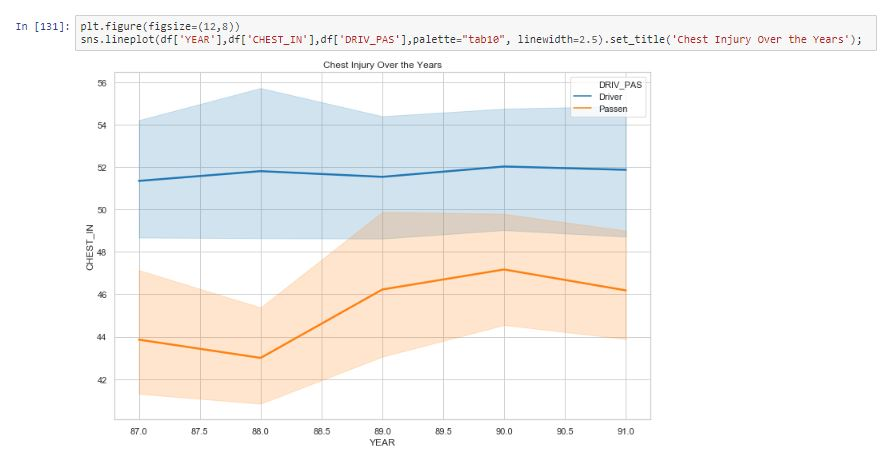 In [131]: plt.figure(figsize=(12,8))
sns.lineplot(df['YEAR'],df['CHEST_IN'],df['DRIV_PAS'],palette="tab10", linewidth=2.5).set_title('Chest Injury Over the Years');
Chest Injury Over the Years
DRIV_PAS
Driver
Passen
56
54
52
50
48
46
44
42
CHEST_IN
87.0 87.5 88.0 88.5 89.0 89.5 90.0 90.5 91.0
YEAR